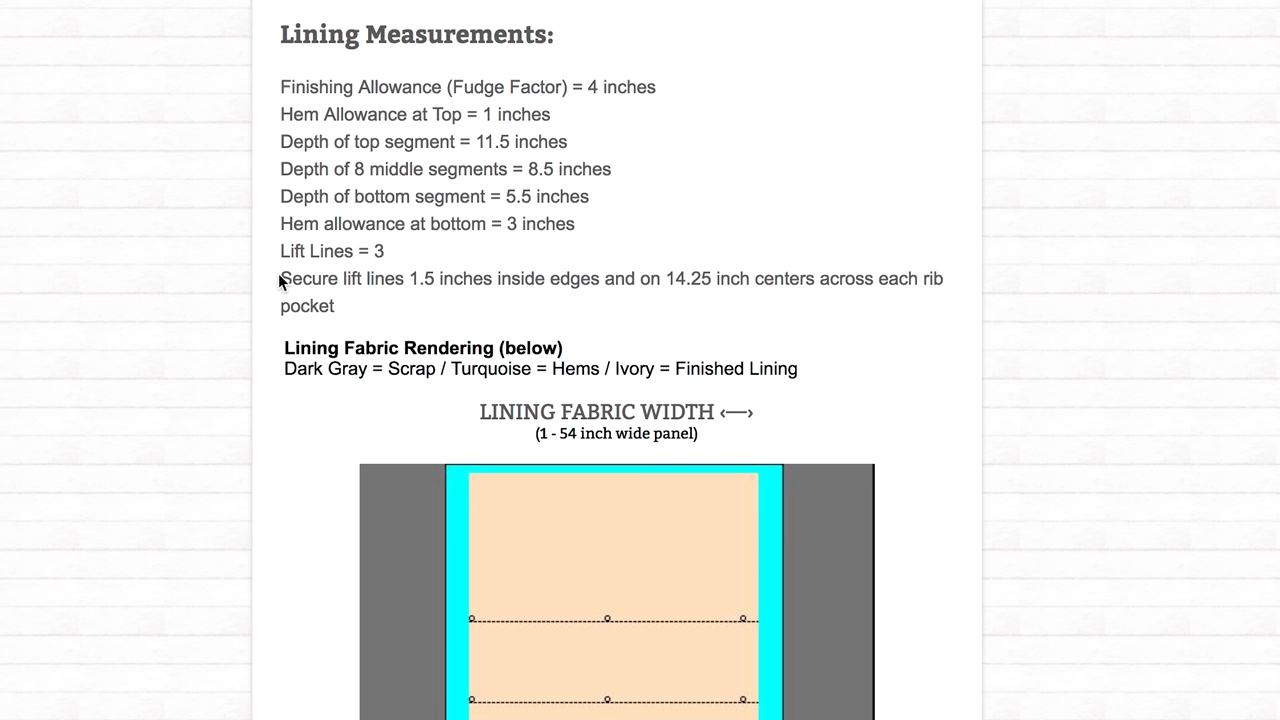 Lining Measurements:
Finishing Allowance (Fudge Factor) = 4 inches
Hem Allowance at Top = 1 inches
Depth of top segment = 11.5 inches
Depth of 8 middle segments = 8.5 inches
Depth of bottom segment = 5.5 inches
Hem allowance at bottom = 3 inches
Lift Lines = 3
Secure lift lines 1.5 inches inside edges and on 14.25 inch centers across each rib
pocket
Lining Fabric Rendering (below)
Dark Gray = Scrap / Turquoise = Hems / Ivory = Finished Lining
LINING FABRIC WIDTH ‹—›
(1 - 54 inch wide panel)